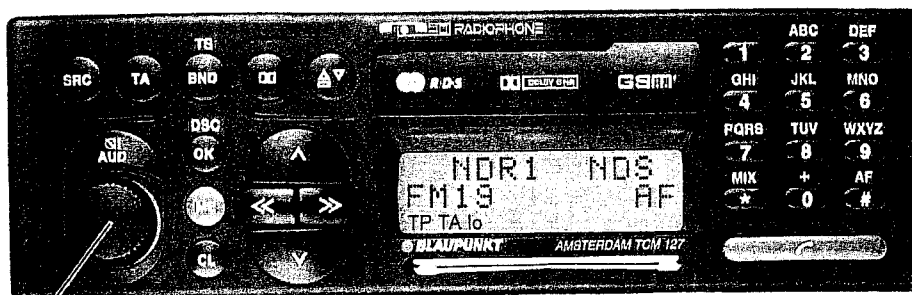 RADIOPHONE
TS
SRC TA BND
R·D·S DOLBY B NR GSM
DSC
AUD OK
CL
NDR1 NDS
FM19 AF
TP TA lo
BLAUPUNKT AMSTERDAM TCM 127
ABC DEF
1 2 3
GHI JKL MNO
4 5 6
PQRS TUV WXYZ
7 8 9
MIX + AF
* 0 #